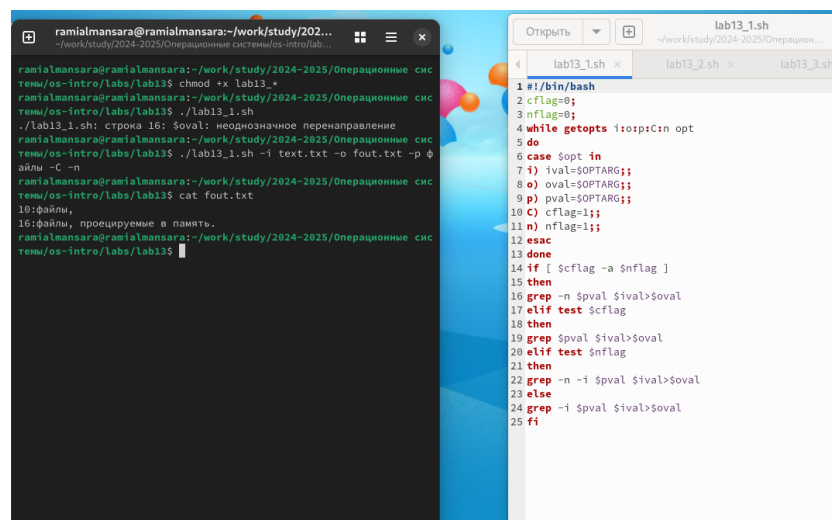 ramialmansara@ramialmansara:~/work/study/202...
~/work/study/2024-2025/Операционные системы/os-intro/lab...
ramialmansara@ramialmansara:~/work/study/2024-2025/Операционные сис
темы/os-intro/labs/lab13$ chmod +x lab13_*
ramialmansara@ramialmansara:~/work/study/2024-2025/Операционные сис
темы/os-intro/labs/lab13$ ./lab13_1.sh
./lab13_1.sh: строка 16: $oval: неоднозначное перенаправление
ramialmansara@ramialmansara:~/work/study/2024-2025/Операционные сис
темы/os-intro/labs/lab13$ ./lab13_1.sh -i text.txt -o fout.txt -p ф
айлы -C -n
ramialmansara@ramialmansara:~/work/study/2024-2025/Операционные сис
темы/os-intro/labs/lab13$ cat fout.txt
10:файлы,
16:файлы, проецируемые в память.
ramialmansara@ramialmansara:~/work/study/2024-2025/Операционные сис
темы/os-intro/labs/lab13$
Открыть
lab13_1.sh
~/work/study/2024-2025/Операцион...
lab13_1.sh × lab13_2.sh × lab13_3.sh
1 #!/bin/bash
2 cflag=0;
3 nflag=0;
4 while getopts i:o:p:C:n opt
5 do
6 case $opt in
7 i) ival=$OPTARG;;
8 o) oval=$OPTARG;;
9 p) pval=$OPTARG;;
10 C) cflag=1;;
11 n) nflag=1;;
12 esac
13 done
14 if [ $cflag -a $nflag ]
15 then
16 grep -n $pval $ival>$oval
17 elif test $cflag
18 then
19 grep $pval $ival>$oval
20 elif test $nflag
21 then
22 grep -n -i $pval $ival>$oval
23 else
24 grep -i $pval $ival>$oval
25 fi